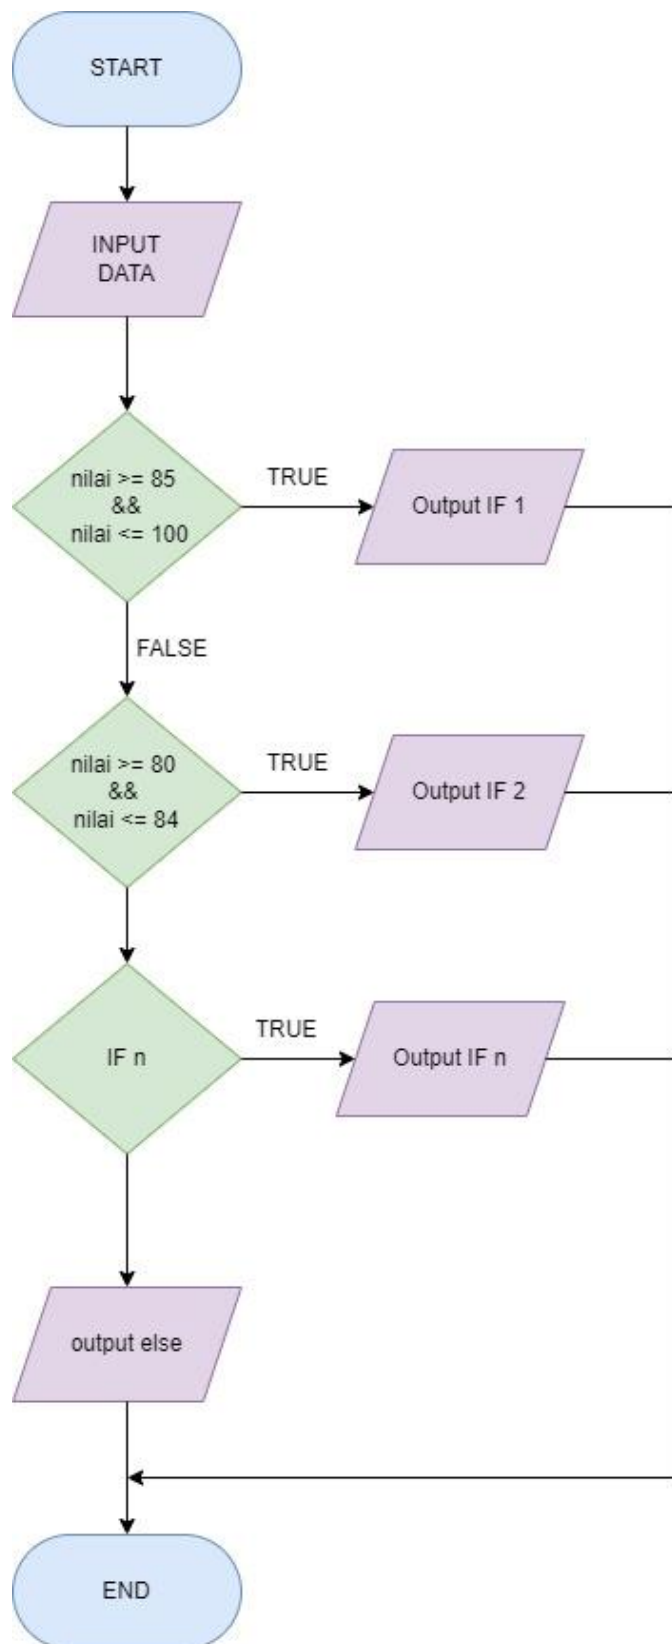 START
INPUT
DATA
nilai >= 85
&&
nilai <= 100
TRUE
Output IF 1
FALSE
nilai >= 80
&&
nilai <= 84
TRUE
Output IF 2
IF n
TRUE
Output IF n
output else
END